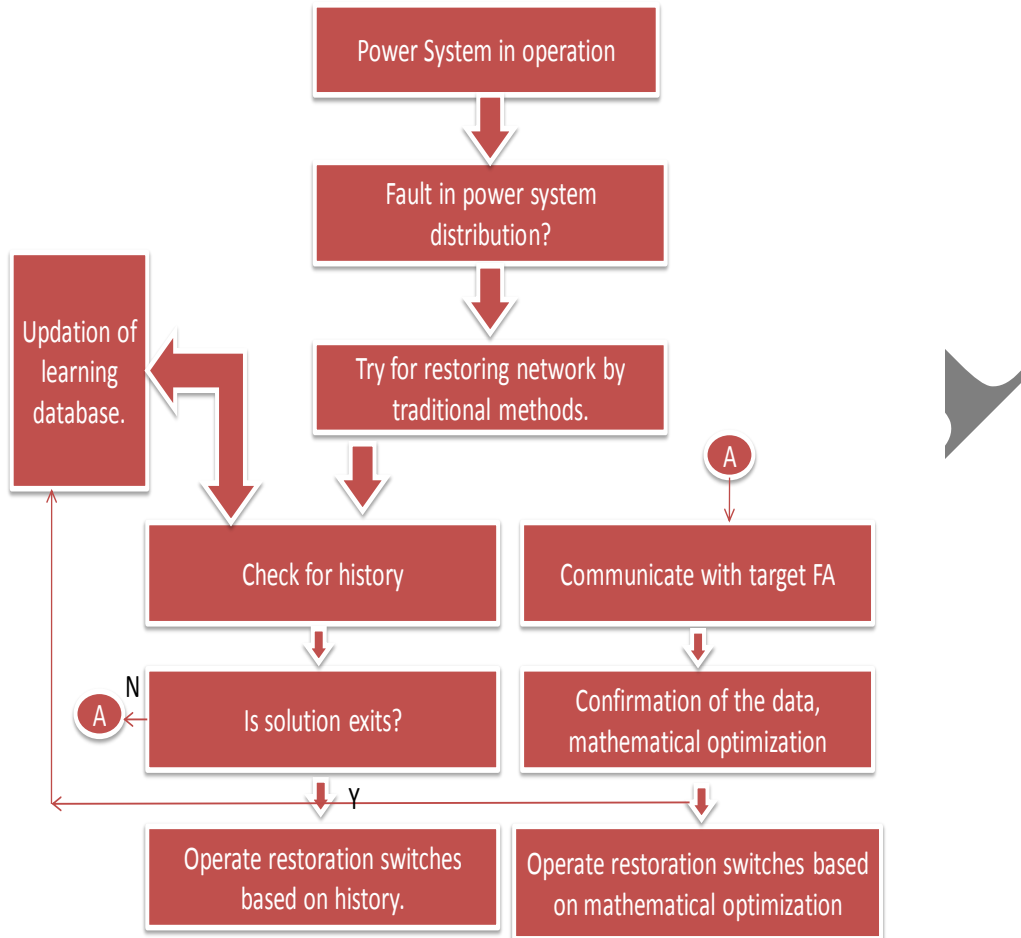 Power System in operation
Fault in power system
distribution?
Updation of
learning
database.
Try for restoring network by
traditional methods.
A
Check for history
Communicate with target FA
N
A
Is solution exits?
Confirmation of the data,
mathematical optimization
Y
Operate restoration switches
based on history.
Operate restoration switches based
on mathematical optimization